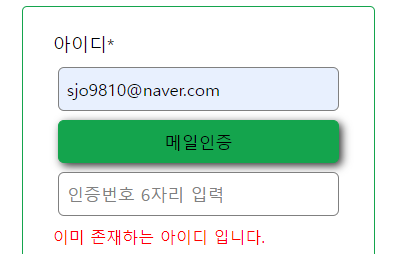 아이디*
sjo9810@naver.com
메일인증
인증번호 6자리 입력
이미 존재하는 아이디 입니다.